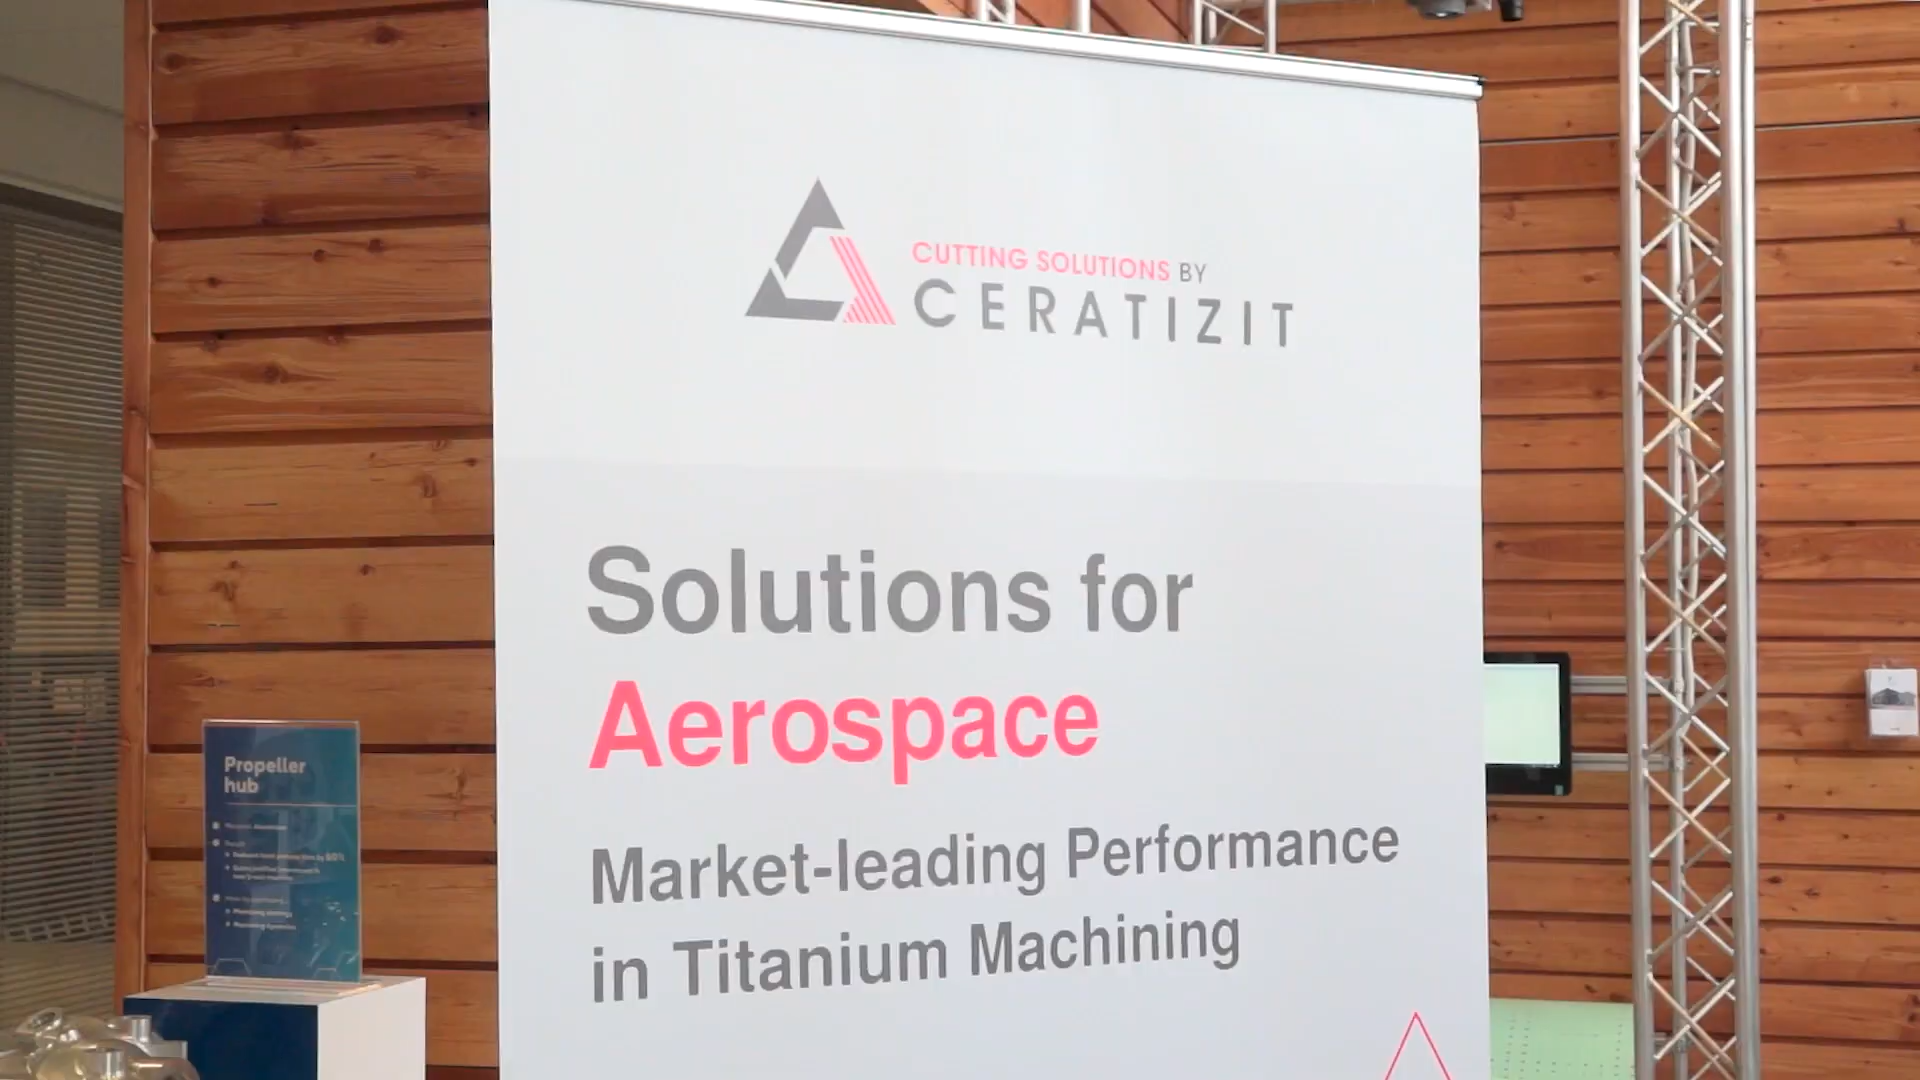 CUTTING SOLUTIONS BY
CERATIZIT
Solutions for
Aerospace
Market-leading Performance
in Titanium Machining
Propeller
hub